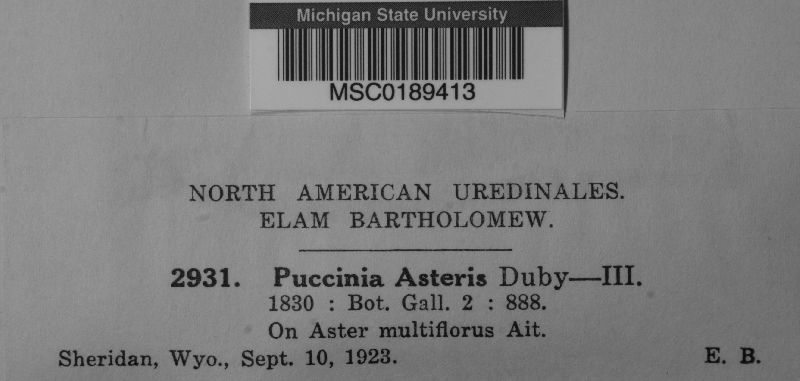 Michigan State University
MSC0189413
NORTH AMERICAN UREDINALES.
ELAM BARTHOLOMEW.
2931. Puccinia Asteris Duby—III.
1830 : Bot. Gall. 2 : 888.
On Aster multiflorus Ait.
Sheridan, Wyo., Sept. 10, 1923. E. B.